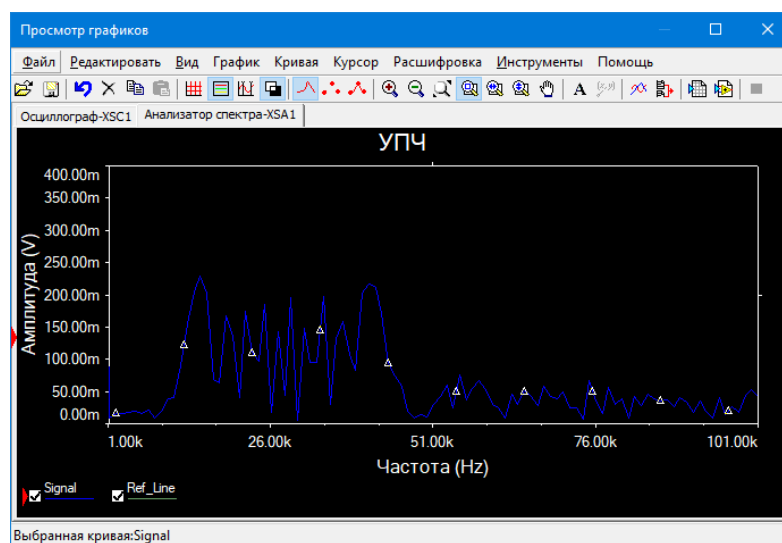 Просмотр графиков
Файл Редактировать Вид График Кривая Курсор Расшифровка Инструменты Помощь
Осциллограф-XSC1 Анализатор спектра-XSA1
УПЧ
Амплитуда (V)
400.00m
350.00m
300.00m
250.00m
200.00m
150.00m
100.00m
50.00m
0.00m
1.00k 26.00k 51.00k 76.00k 101.00k
Частота (Hz)
Signal Ref_Line
Выбранная кривая:Signal